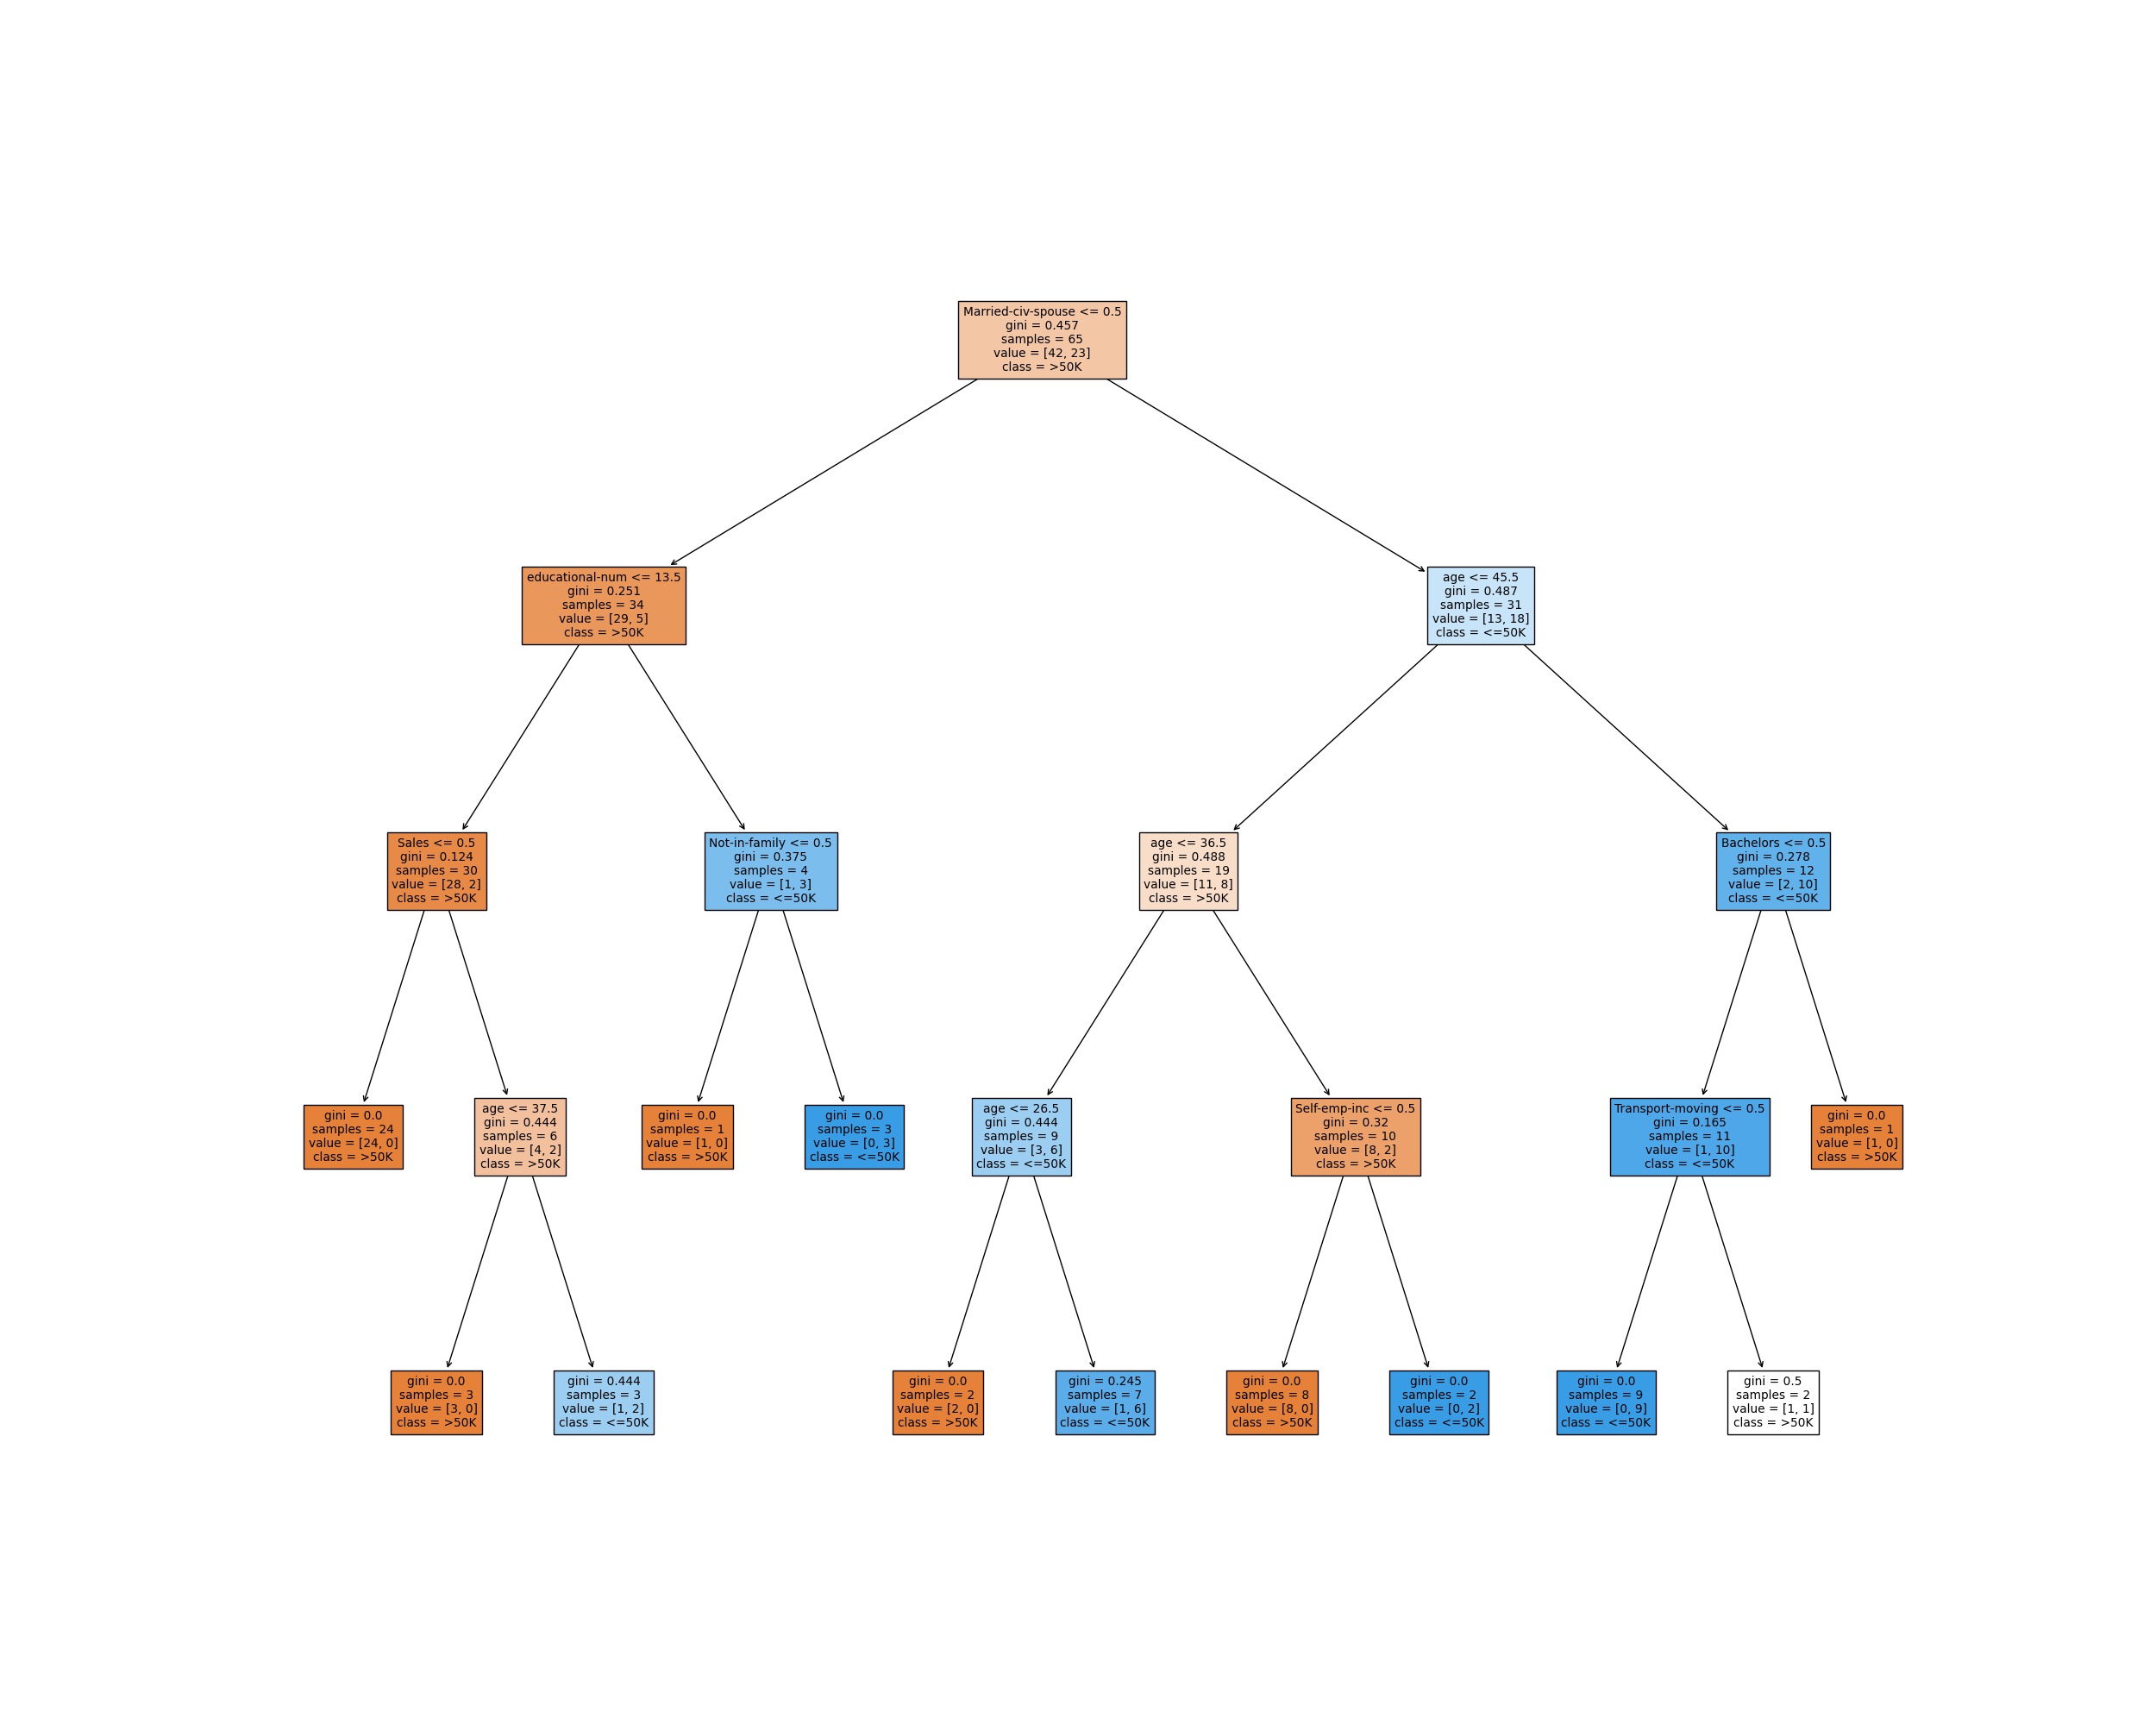 Married-civ-spouse <= 0.5
gini = 0.457
samples = 65
value = [42, 23]
class = >50K
educational-num <= 13.5
gini = 0.251
samples = 34
value = [29, 5]
class = >50K
age <= 45.5
gini = 0.487
samples = 31
value = [13, 18]
class = <=50K
Sales <= 0.5
gini = 0.124
samples = 30
value = [28, 2]
class = >50K
Not-in-family <= 0.5
gini = 0.375
samples = 4
value = [1, 3]
class = <=50K
age <= 36.5
gini = 0.488
samples = 19
value = [11, 8]
class = >50K
Bachelors <= 0.5
gini = 0.278
samples = 12
value = [2, 10]
class = <=50K
gini = 0.0
samples = 24
value = [24, 0]
class = >50K
age <= 37.5
gini = 0.444
samples = 6
value = [4, 2]
class = >50K
gini = 0.0
samples = 1
value = [1, 0]
class = >50K
gini = 0.0
samples = 3
value = [0, 3]
class = <=50K
age <= 26.5
gini = 0.444
samples = 9
value = [3, 6]
class = <=50K
Self-emp-inc <= 0.5
gini = 0.32
samples = 10
value = [8, 2]
class = >50K
Transport-moving <= 0.5
gini = 0.165
samples = 11
value = [1, 10]
class = <=50K
gini = 0.0
samples = 1
value = [1, 0]
class = >50K
gini = 0.0
samples = 3
value = [3, 0]
class = >50K
gini = 0.444
samples = 3
value = [1, 2]
class = <=50K
gini = 0.0
samples = 2
value = [2, 0]
class = >50K
gini = 0.245
samples = 7
value = [1, 6]
class = <=50K
gini = 0.0
samples = 8
value = [8, 0]
class = >50K
gini = 0.0
samples = 2
value = [0, 2]
class = <=50K
gini = 0.0
samples = 9
value = [0, 9]
class = <=50K
gini = 0.5
samples = 2
value = [1, 1]
class = >50K